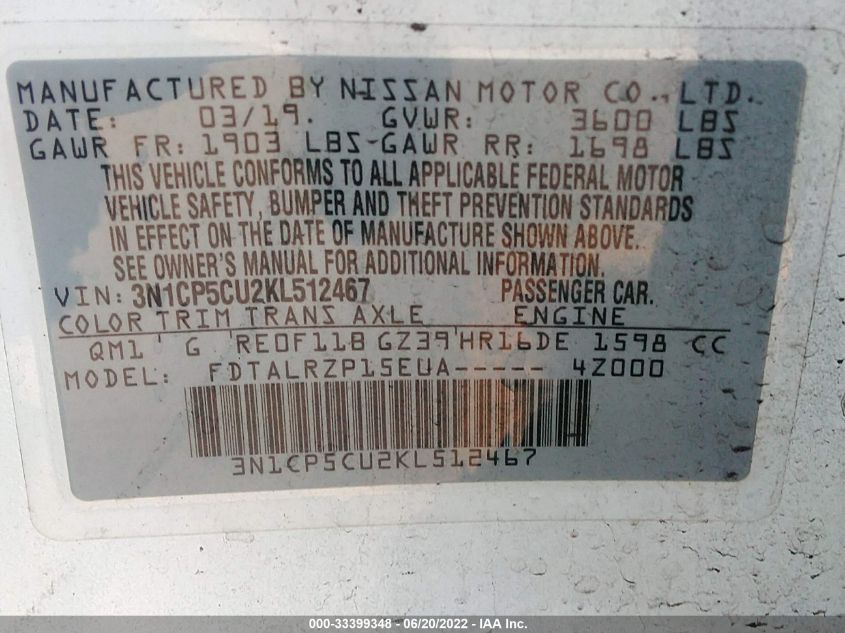 MANUFACTURED BY NISSAN MOTOR CO., LTD.
DATE: 03/19. GVWR: 3600 LBS
GAWR FR: 1903 LBS-GAWR RR: 1698 LBS
THIS VEHICLE CONFORMS TO ALL APPLICABLE FEDERAL MOTOR
VEHICLE SAFETY, BUMPER AND THEFT PREVENTION STANDARDS
IN EFFECT ON THE DATE OF MANUFACTURE SHOWN ABOVE.
SEE OWNER'S MANUAL FOR ADDITIONAL INFORMATION.
VIN: 3N1CP5CU2KL512467 PASSENGER CAR.
COLOR TRIM TRANS AXLE ENGINE
QM1 G RE0F11B GZ39 HR16DE 1598 CC
MODEL: FDTALRZP15EUA----- 4Z000
3N1CP5CU2KL512467
000-33399348 - 06/20/2022 - IAA Inc.